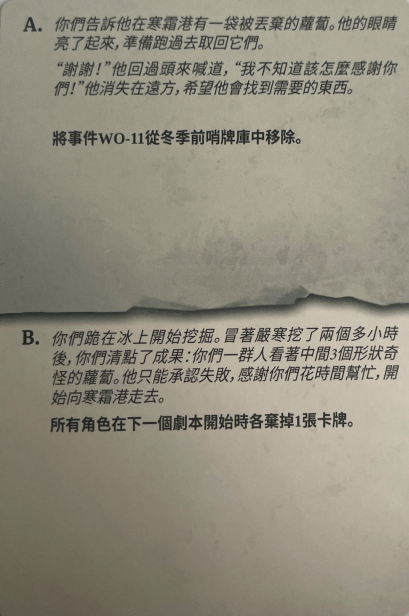 A. 你們告訴他在寒霜港有一袋被丟棄的蘿蔔。他的眼睛
亮了起來，準備跑過去取回它們。
“謝謝！”他回過頭來喊道，“我不知道該怎麼感謝你
們！”他消失在遠方，希望他會找到需要的東西。
將事件WO-11從冬季前哨牌庫中移除。
B. 你們跪在冰上開始挖掘。冒著嚴寒挖了兩個多小時
後，你們清點了成果：你們一群人看著中間3個形狀奇
怪的蘿蔔。他只能承認失敗，感謝你們花時間幫忙，開
始向寒霜港走去。
所有角色在下一個劇本開始時各棄掉1張卡牌。